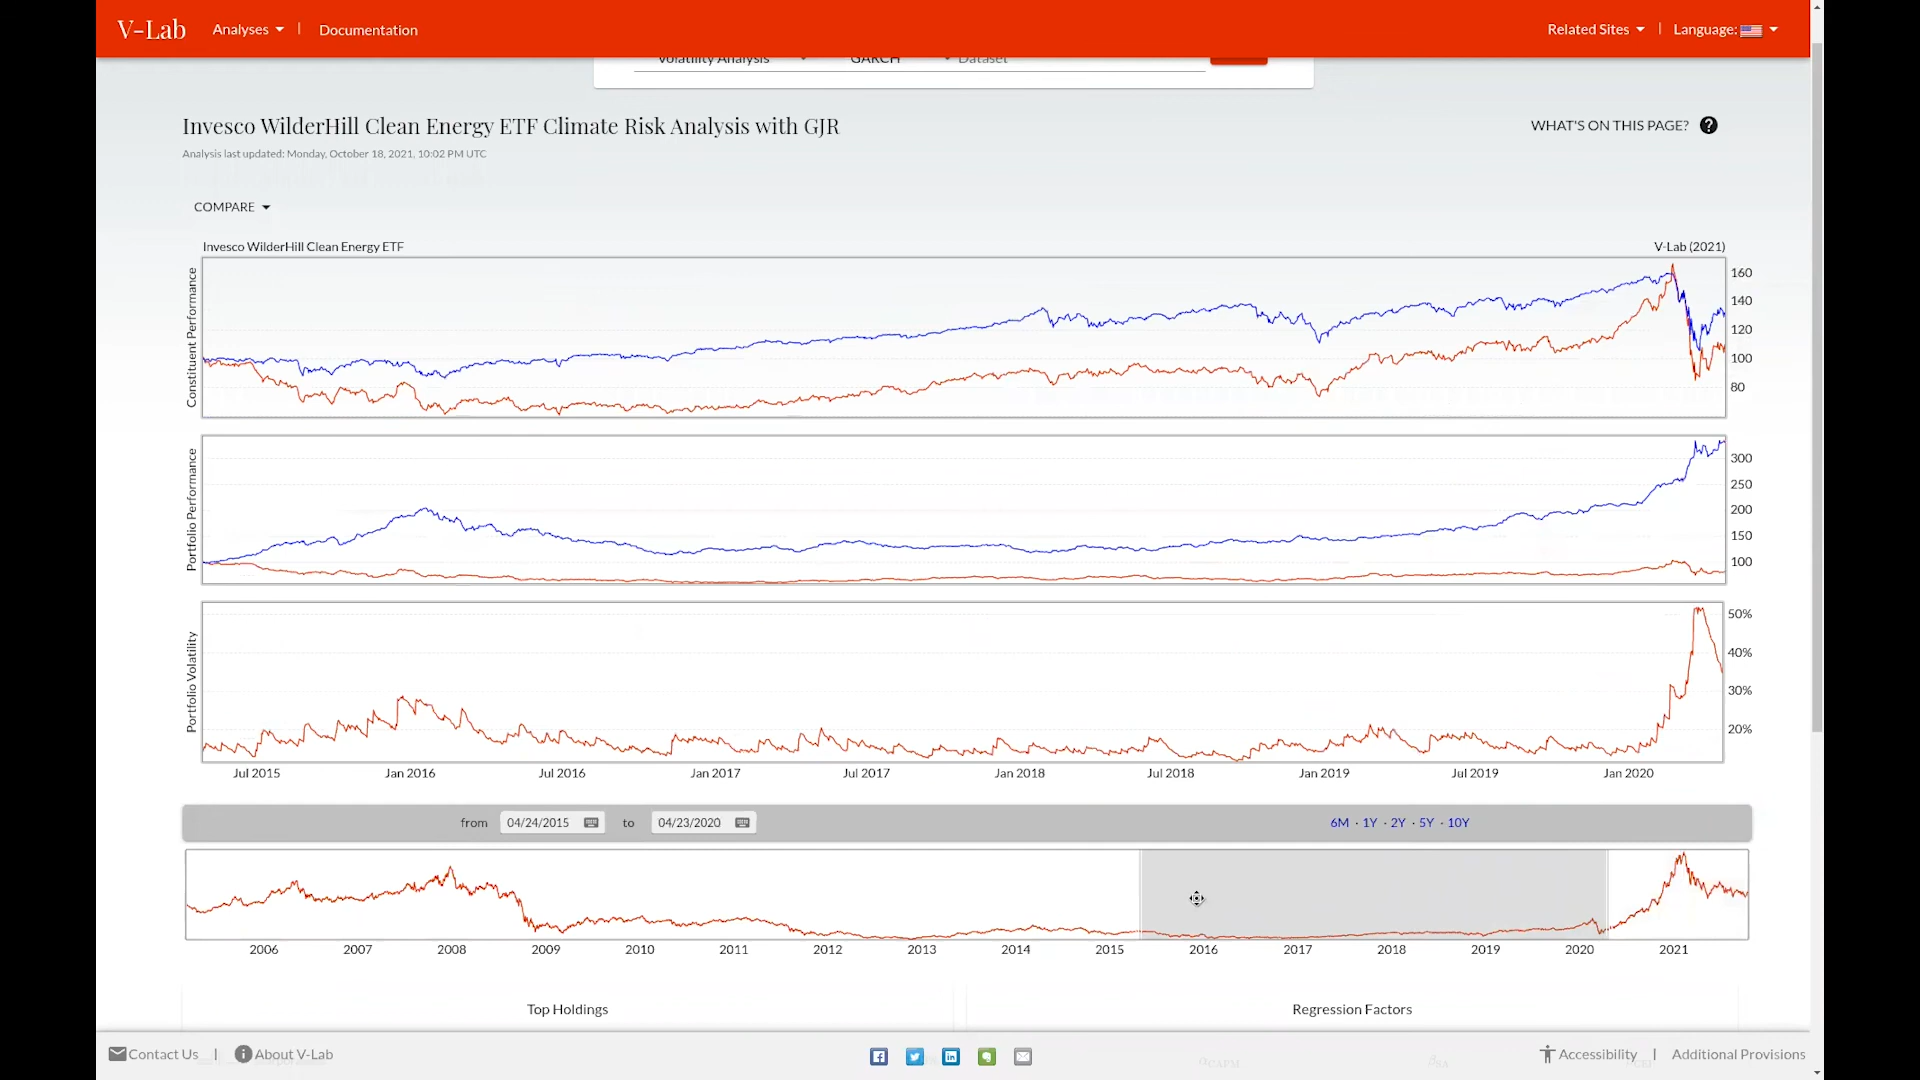 V-Lab Analyses | Documentation Related Sites | Language:
Volatility Analysis GARCH Dataset
Invesco WilderHill Clean Energy ETF Climate Risk Analysis with GJR WHAT'S ON THIS PAGE? ?
Analysis last updated: Monday, October 18, 2021, 10:02 PM UTC
COMPARE
Invesco WilderHill Clean Energy ETF V-Lab (2021)
Constituent Performance
160
140
120
100
80
Portfolio Performance
300
250
200
150
100
Portfolio Volatility
50%
40%
30%
20%
Jul 2015 Jan 2016 Jul 2016 Jan 2017 Jul 2017 Jan 2018 Jul 2018 Jan 2019 Jul 2019 Jan 2020
from 04/24/2015 to 04/23/2020 6M · 1Y · 2Y · 5Y · 10Y
2006 2007 2008 2009 2010 2011 2012 2013 2014 2015 2016 2017 2018 2019 2020 2021
Top Holdings Regression Factors
Contact Us | About V-Lab Accessibility | Additional Provisions